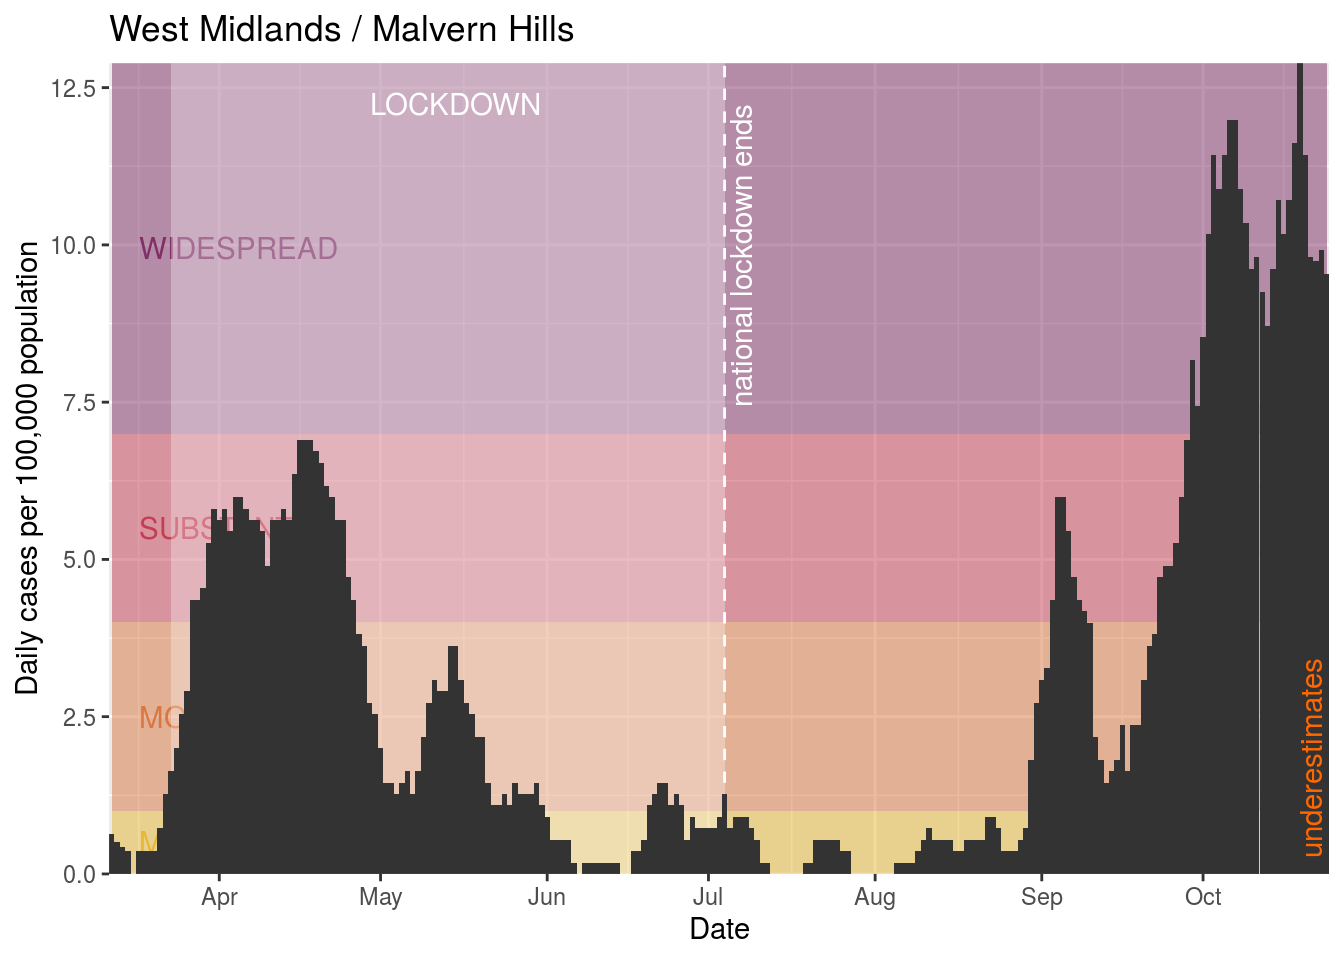 West Midlands / Malvern Hills
Daily cases per 100,000 population
12.5
10.0
7.5
5.0
2.5
0.0
LOCKDOWN
WIDESPREAD
national lockdown ends
underestimates
Apr
May
Jun
Jul
Aug
Sep
Oct
Date